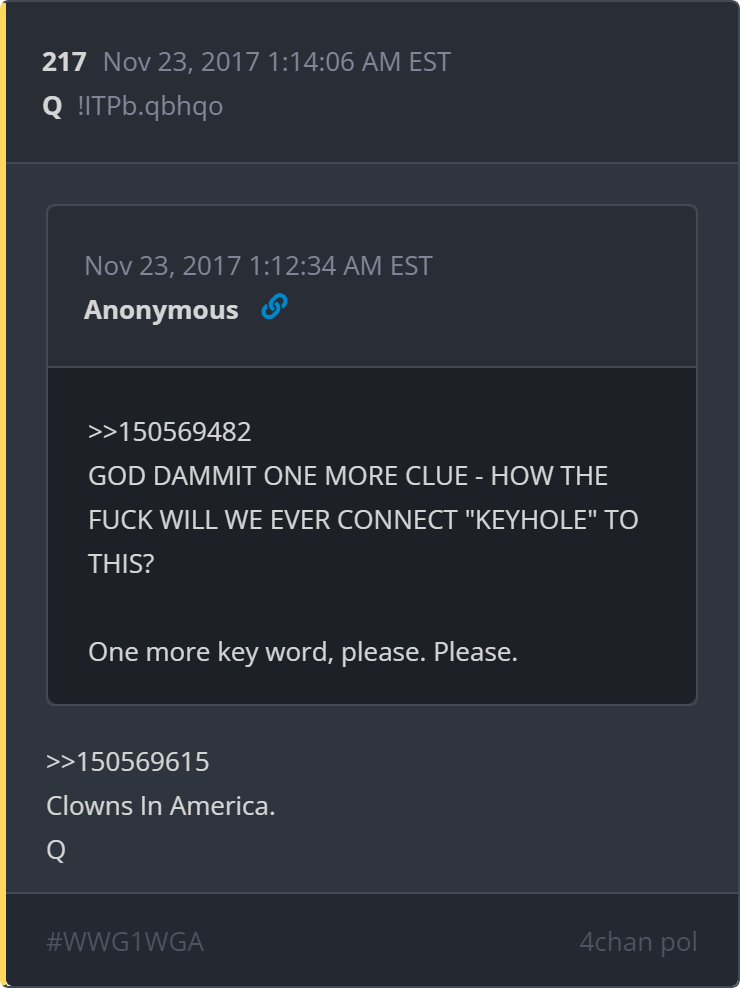 217 Nov 23, 2017 1:14:06 AM EST
Q !ITPb.qbhqo
Nov 23, 2017 1:12:34 AM EST
Anonymous
>>150569482
GOD DAMMIT ONE MORE CLUE - HOW THE
FUCK WILL WE EVER CONNECT "KEYHOLE" TO
THIS?
One more key word, please. Please.
>>150569615
Clowns In America.
Q
#WWG1WGA 4chan pol